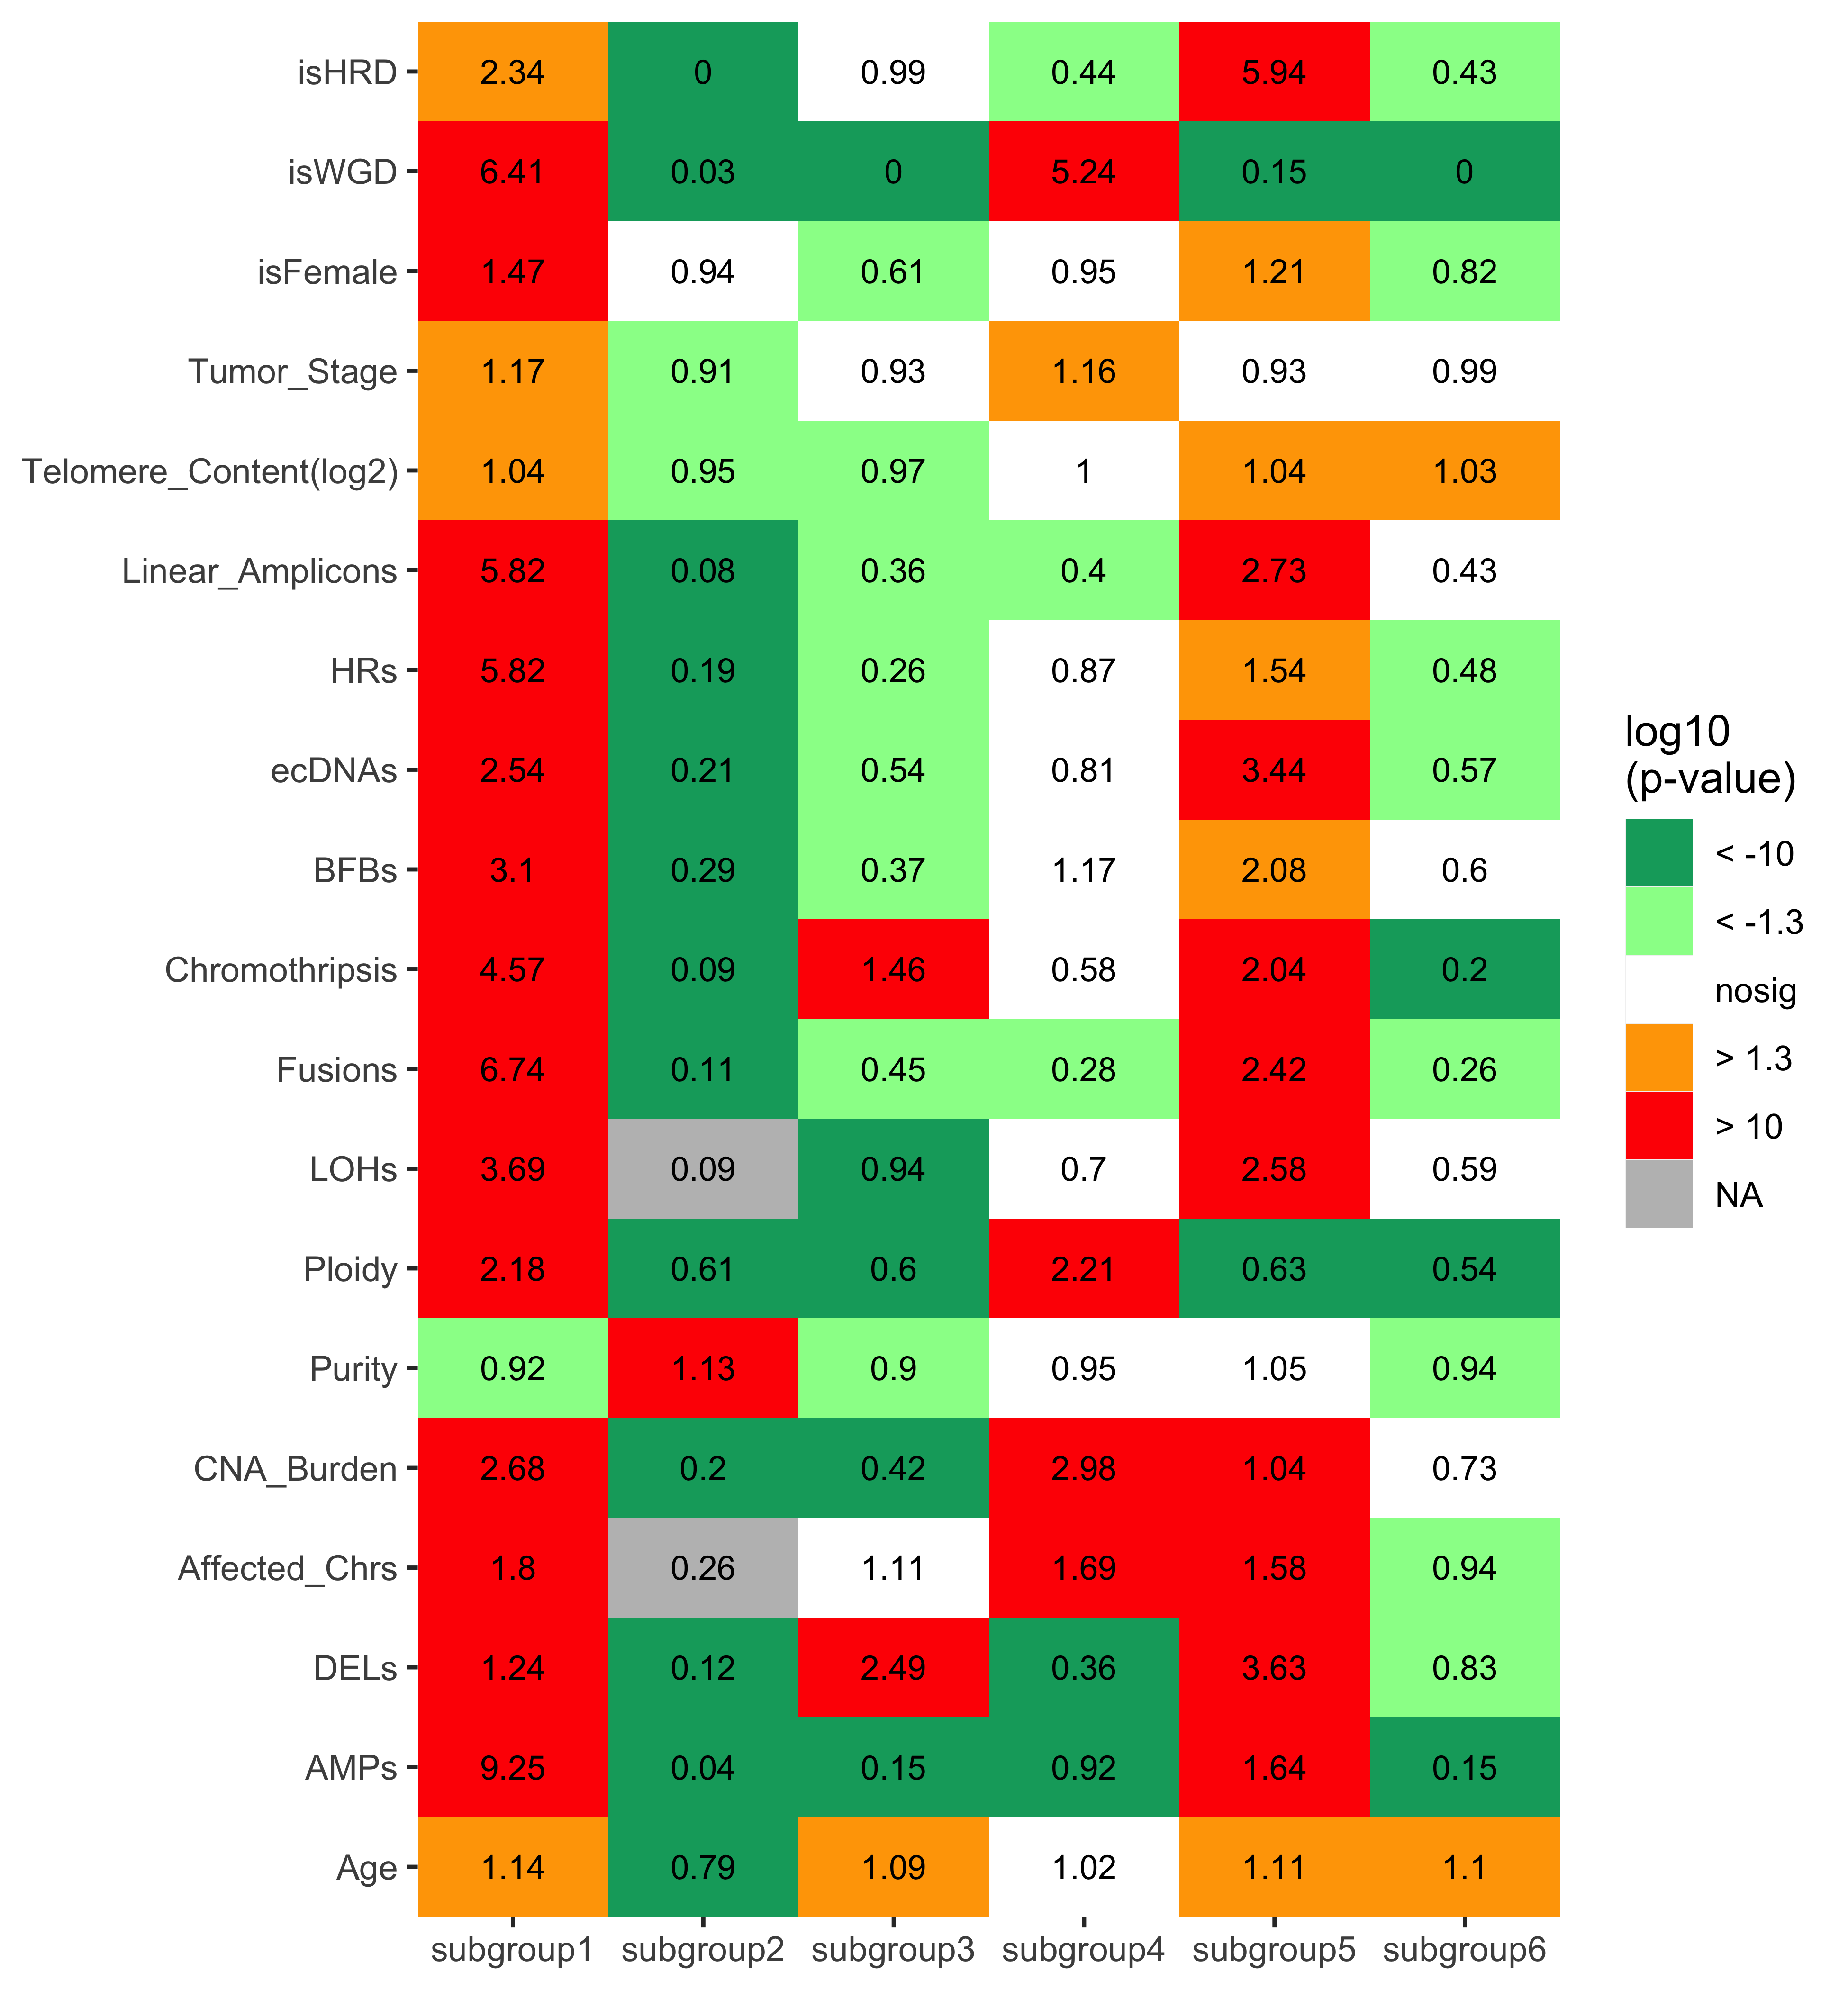 isHRD 2.34 0 0.99 0.44 5.94 0.43
isWGD 6.41 0.03 0 5.24 0.15 0
isFemale 1.47 0.94 0.61 0.95 1.21 0.82
Tumor_Stage 1.17 0.91 0.93 1.16 0.93 0.99
Telomere_Content(log2) 1.04 0.95 0.97 1 1.04 1.03
Linear_Amplicons 5.82 0.08 0.36 0.4 2.73 0.43
HRs 5.82 0.19 0.26 0.87 1.54 0.48
ecDNAs 2.54 0.21 0.54 0.81 3.44 0.57
BFBs 3.1 0.29 0.37 1.17 2.08 0.6
Chromothripsis 4.57 0.09 1.46 0.58 2.04 0.2
Fusions 6.74 0.11 0.45 0.28 2.42 0.26
LOHs 3.69 0.09 0.94 0.7 2.58 0.59
Ploidy 2.18 0.61 0.6 2.21 0.63 0.54
Purity 0.92 1.13 0.9 0.95 1.05 0.94
CNA_Burden 2.68 0.2 0.42 2.98 1.04 0.73
Affected_Chrs 1.8 0.26 1.11 1.69 1.58 0.94
DELs 1.24 0.12 2.49 0.36 3.63 0.83
AMPs 9.25 0.04 0.15 0.92 1.64 0.15
Age 1.14 0.79 1.09 1.02 1.11 1.1
subgroup1 subgroup2 subgroup3 subgroup4 subgroup5 subgroup6
log10
(p-value)
< -10
< -1.3
nosig
> 1.3
> 10
NA